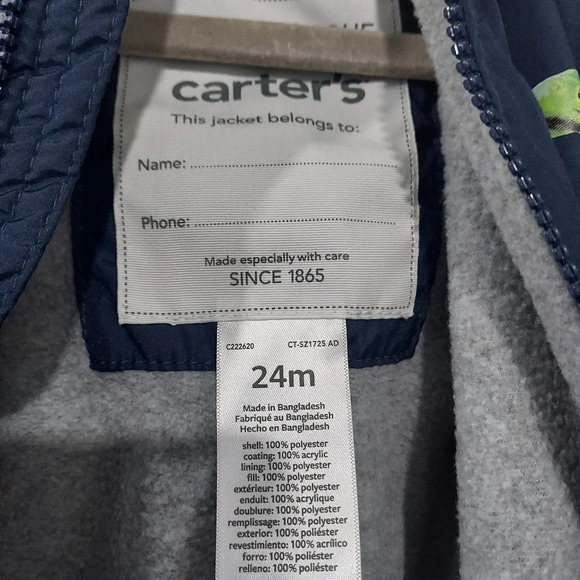 carter's
This jacket belongs to:
Name:
Phone:
Made especially with care
SINCE 1865
C222620 CT-SZ1725 AD
24m
Made in Bangladesh
Fabriqué au Bangladesh
Hecho en Bangladesh
shell: 100% polyester
coating: 100% acrylic
lining: 100% polyester
fill: 100% polyester
extérieur: 100% polyester
enduit: 100% acrylique
doublure: 100% polyester
remplissage: 100% polyester
exterior: 100% poliéster
revestimiento: 100% acrílico
forro: 100% poliéster
relleno: 100% poliéster